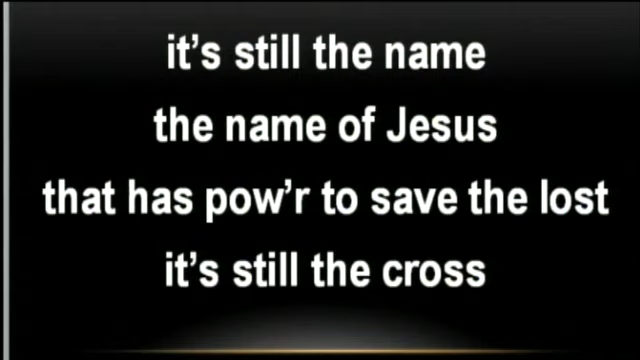 it's still the name
the name of Jesus
that has pow'r to save the lost
it's still the cross